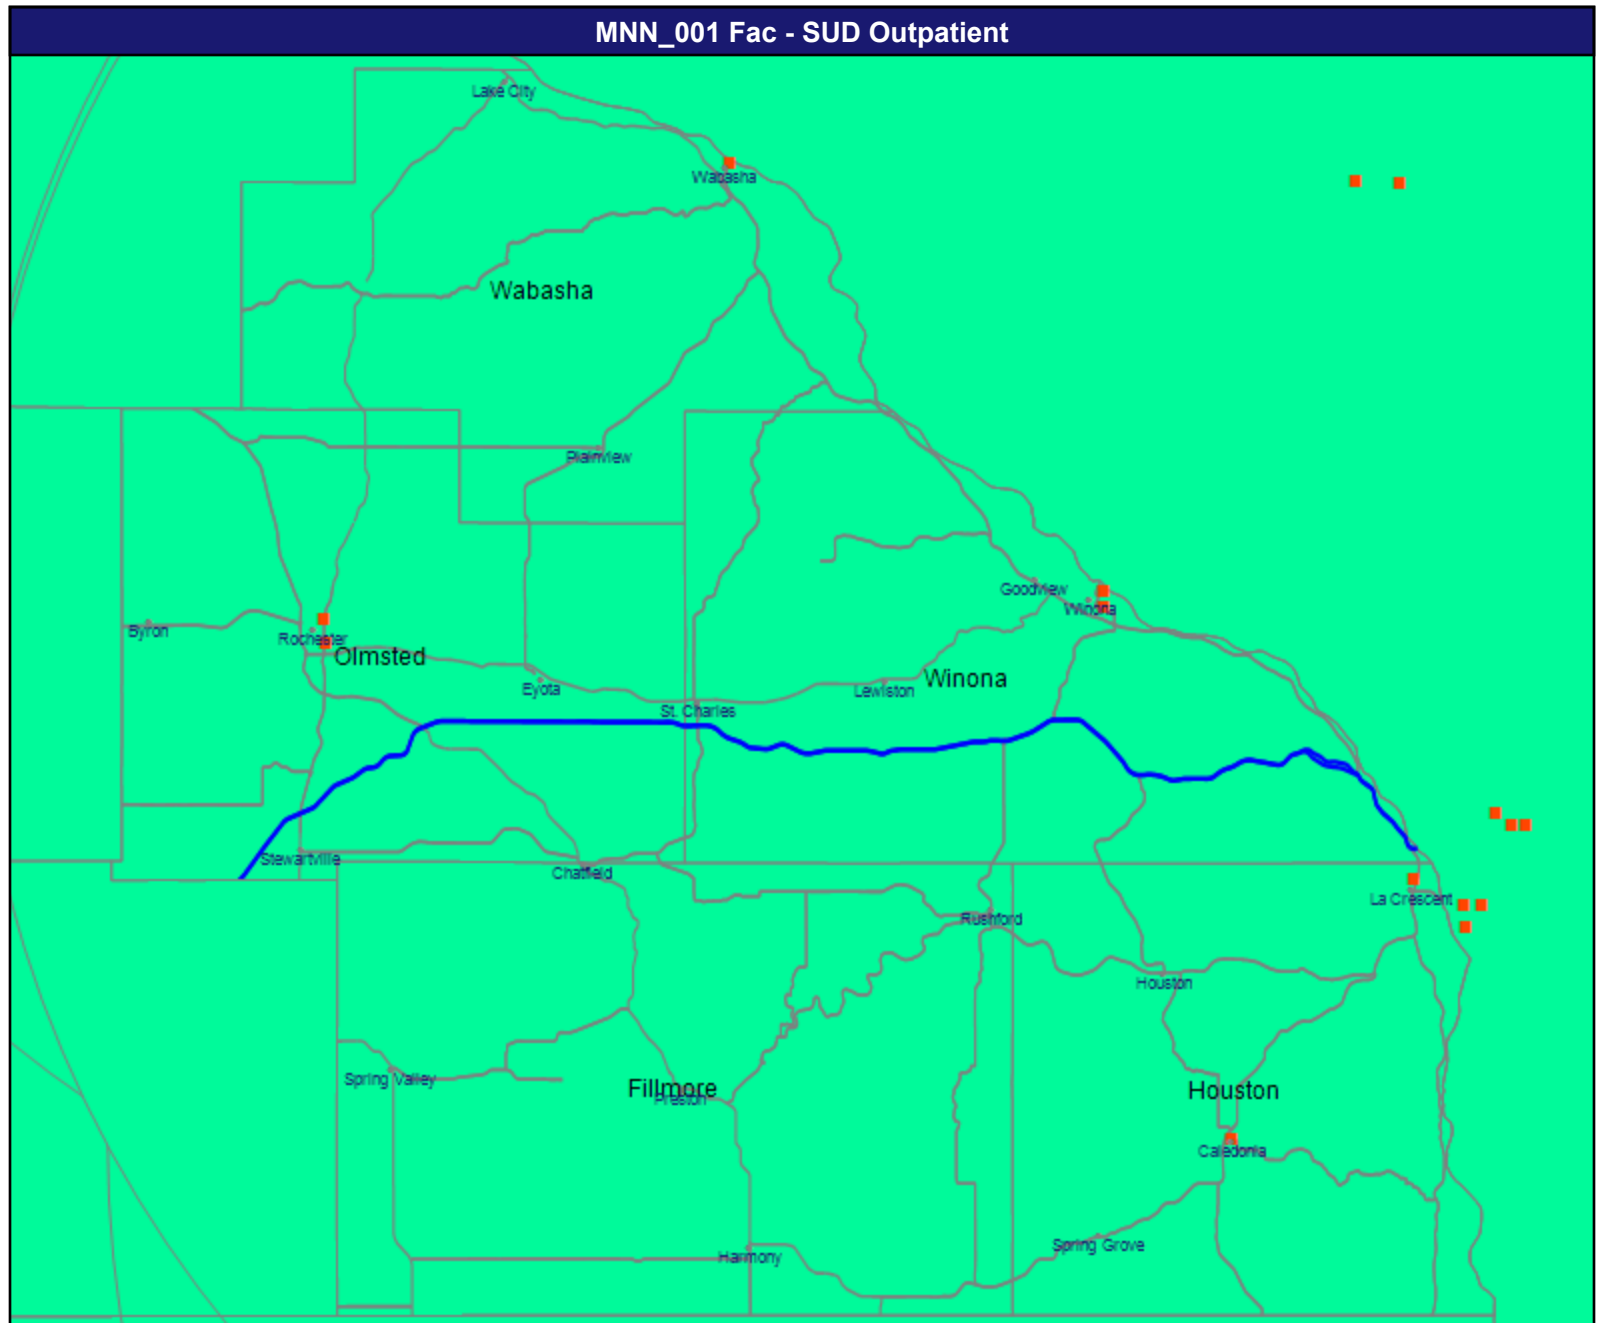 MNN_001 Fac - SUD Outpatient
Lake City
Wabasha
Wabasha
Plainview
Goodview
Winona
Byron
Rochester
Olmsted
Winona
Eyota
Lewiston
St. Charles
Stewartville
Chatfield
La Crescent
Rushford
Houston
Spring Valley
Fillmore
Preston
Houston
Caledonia
Spring Grove
Harmony